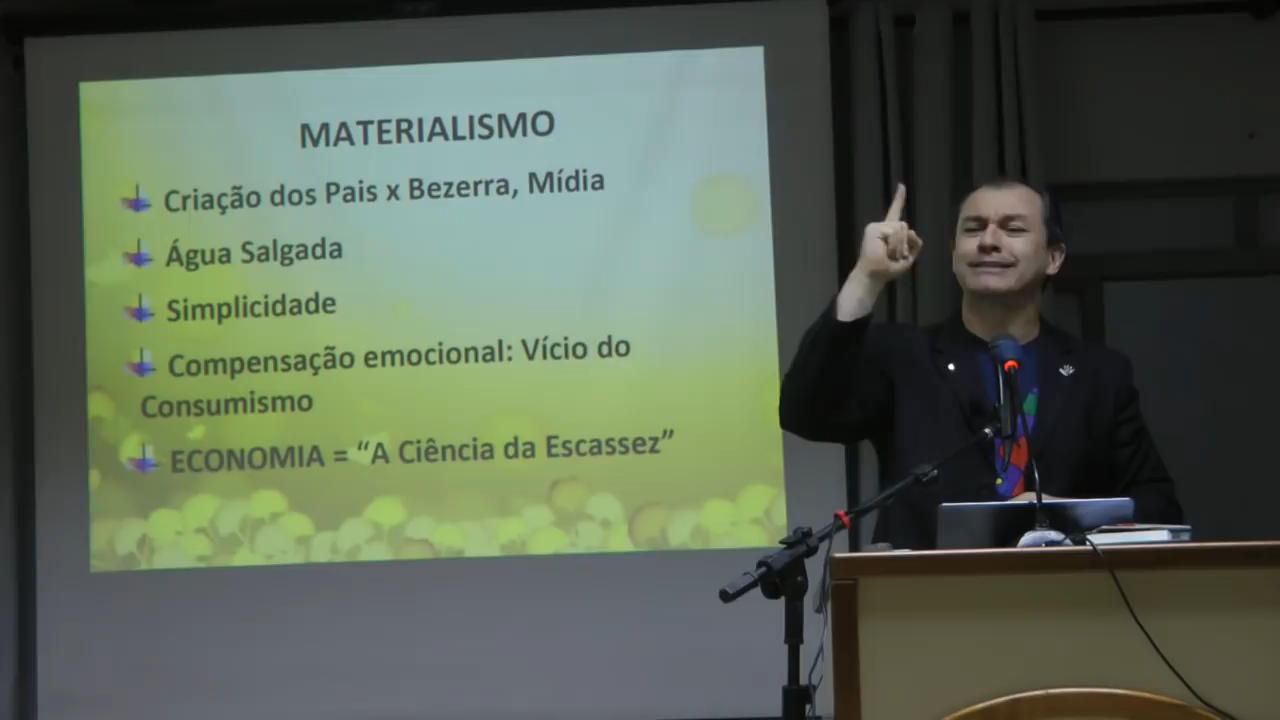 MATERIALISMO
Criação dos Pais x Bezerra, Mídia
Água Salgada
Simplicidade
Compensação emocional: Vício do
Consumismo
ECONOMIA = “A Ciência da Escassez”